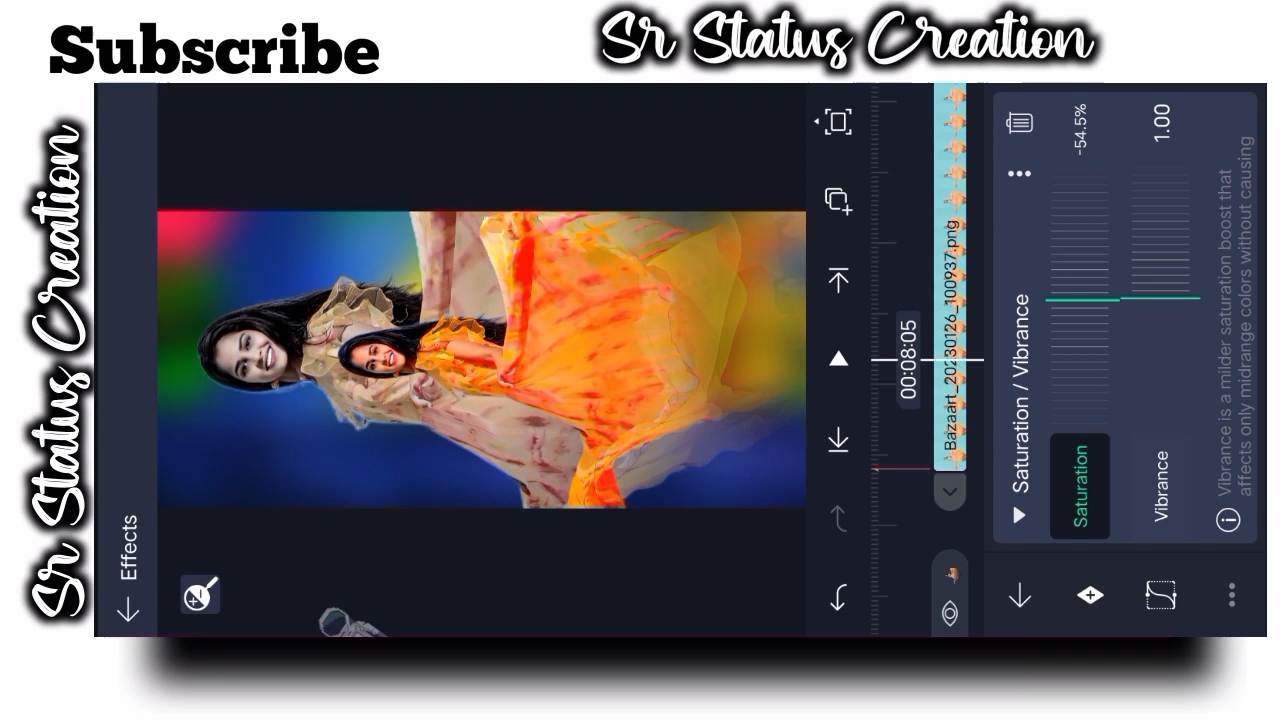 Subscribe
Sr Status Creation
Sr Status Creation
Effects
00:08:05
Bazaart_20230126_100937.png
Saturation / Vibrance
Saturation
-54.5%
Vibrance
1.00
Vibrance is a milder saturation boost that
affects only midrange colors without causing